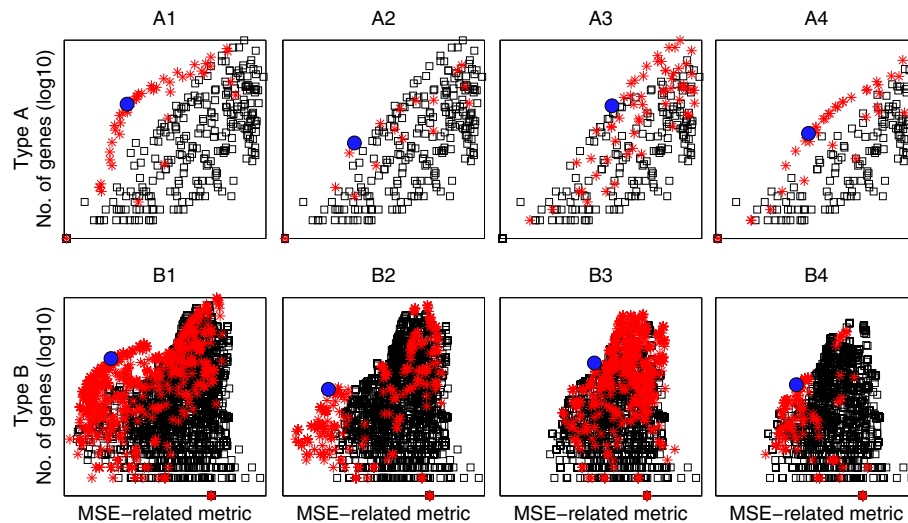 A1 A2 A3 A4
Type A
No. of genes (log10)
B1 B2 B3 B4
Type B
No. of genes (log10)
MSE−related metric MSE−related metric MSE−related metric MSE−related metric